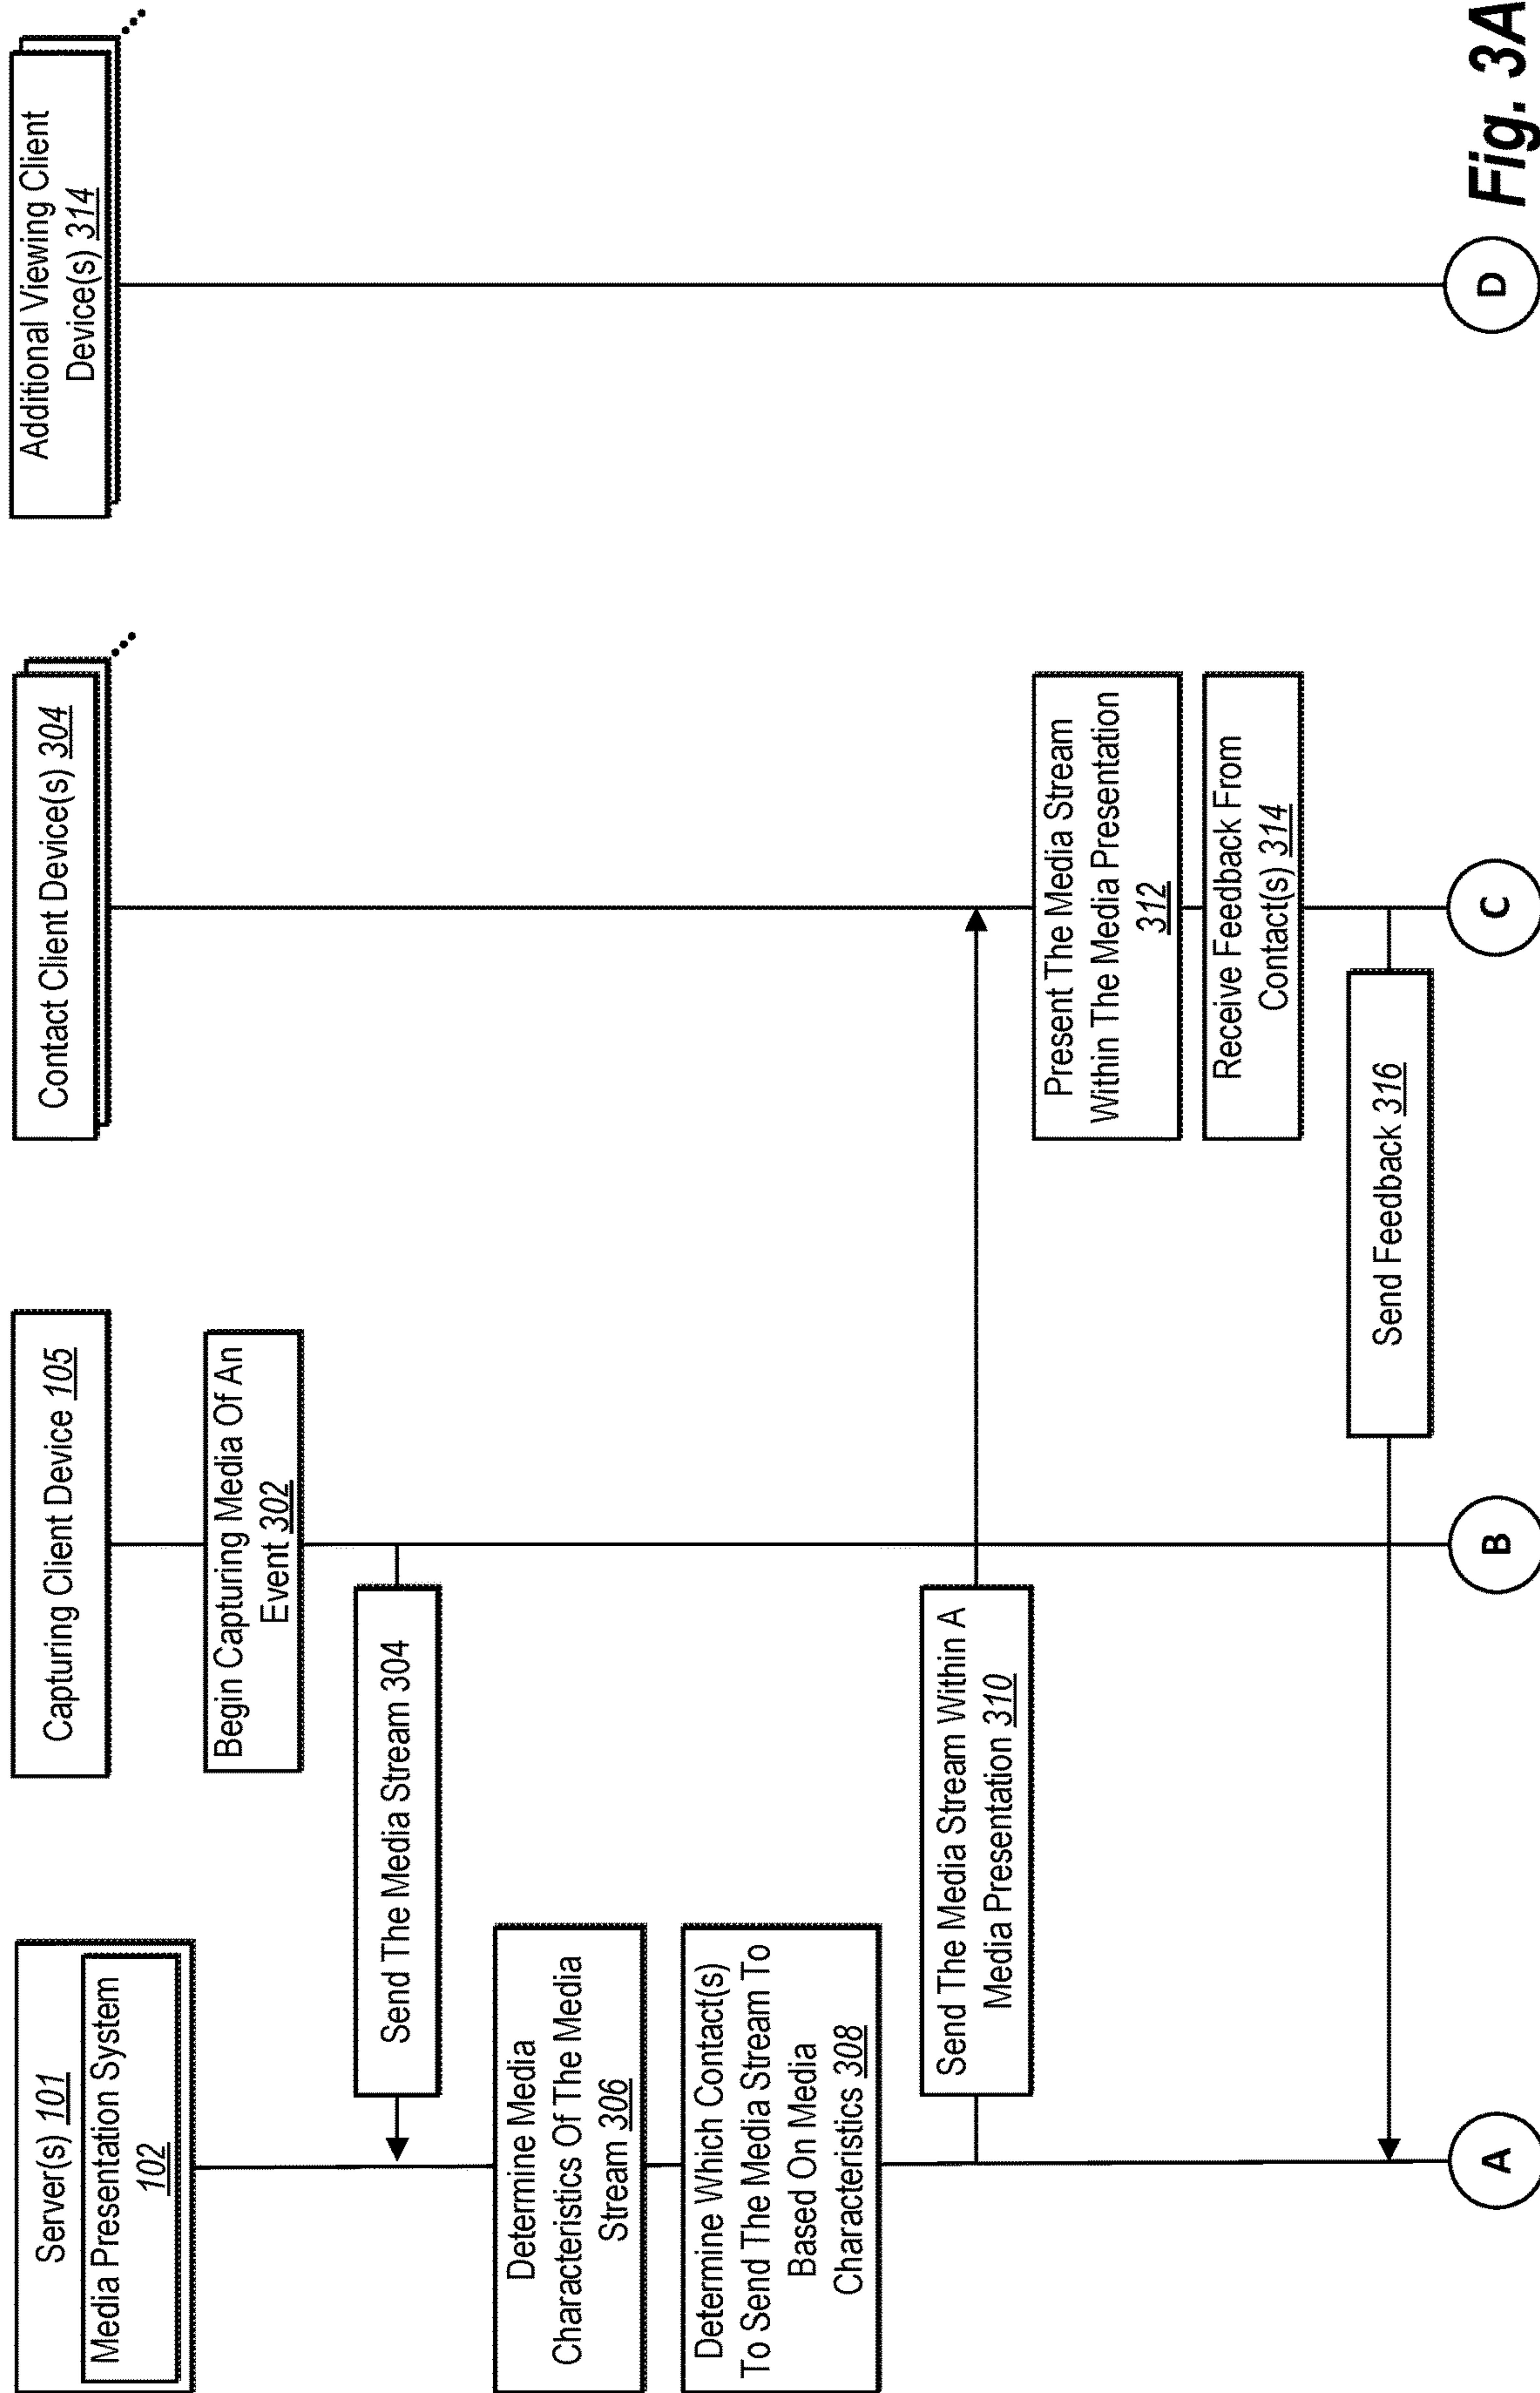 Server(s) 101
Media Presentation System
102
Capturing Client Device 105
Contact Client Device(s) 304
Additional Viewing Client
Device(s) 314
Begin Capturing Media Of An
Event 302
Send The Media Stream 304
Determine Media
Characteristics Of The Media
Stream 306
Determine Which Contact(s)
To Send The Media Stream To
Based On Media
Characteristics 308
Send The Media Stream Within A
Media Presentation 310
Present The Media Stream
Within The Media Presentation
312
Receive Feedback From
Contact(s) 314
Send Feedback 316
A
B
C
D
Fig. 3A